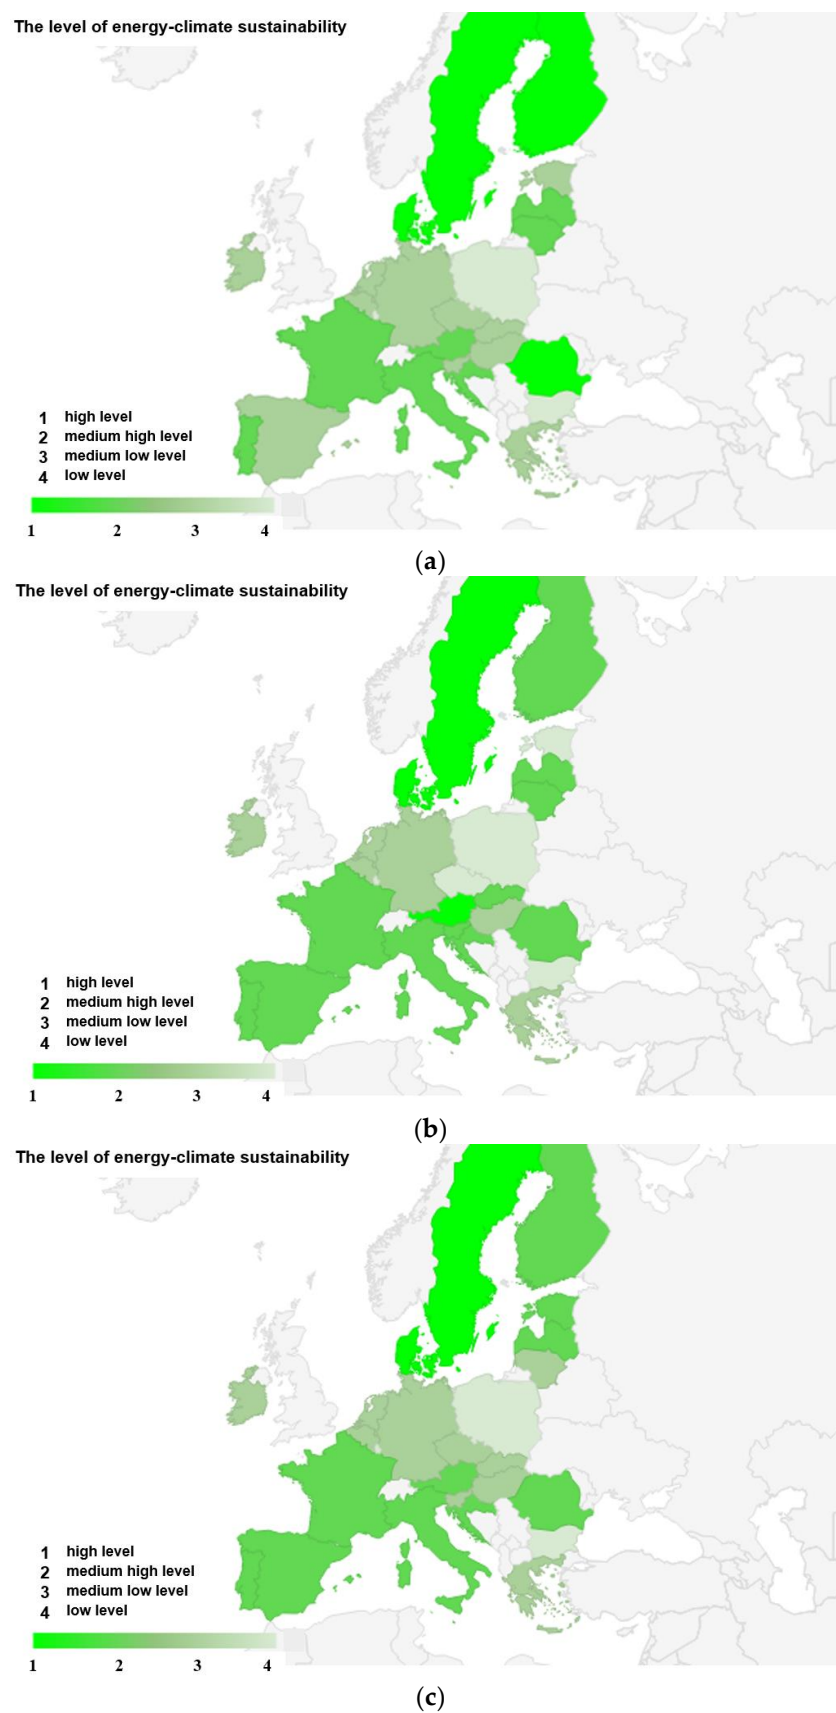 The level of energy-climate sustainability
1 high level
2 medium high level
3 medium low level
4 low level
1 2 3 4
(a)
The level of energy-climate sustainability
1 high level
2 medium high level
3 medium low level
4 low level
1 2 3 4
(b)
The level of energy-climate sustainability
1 high level
2 medium high level
3 medium low level
4 low level
1 2 3 4
(c)